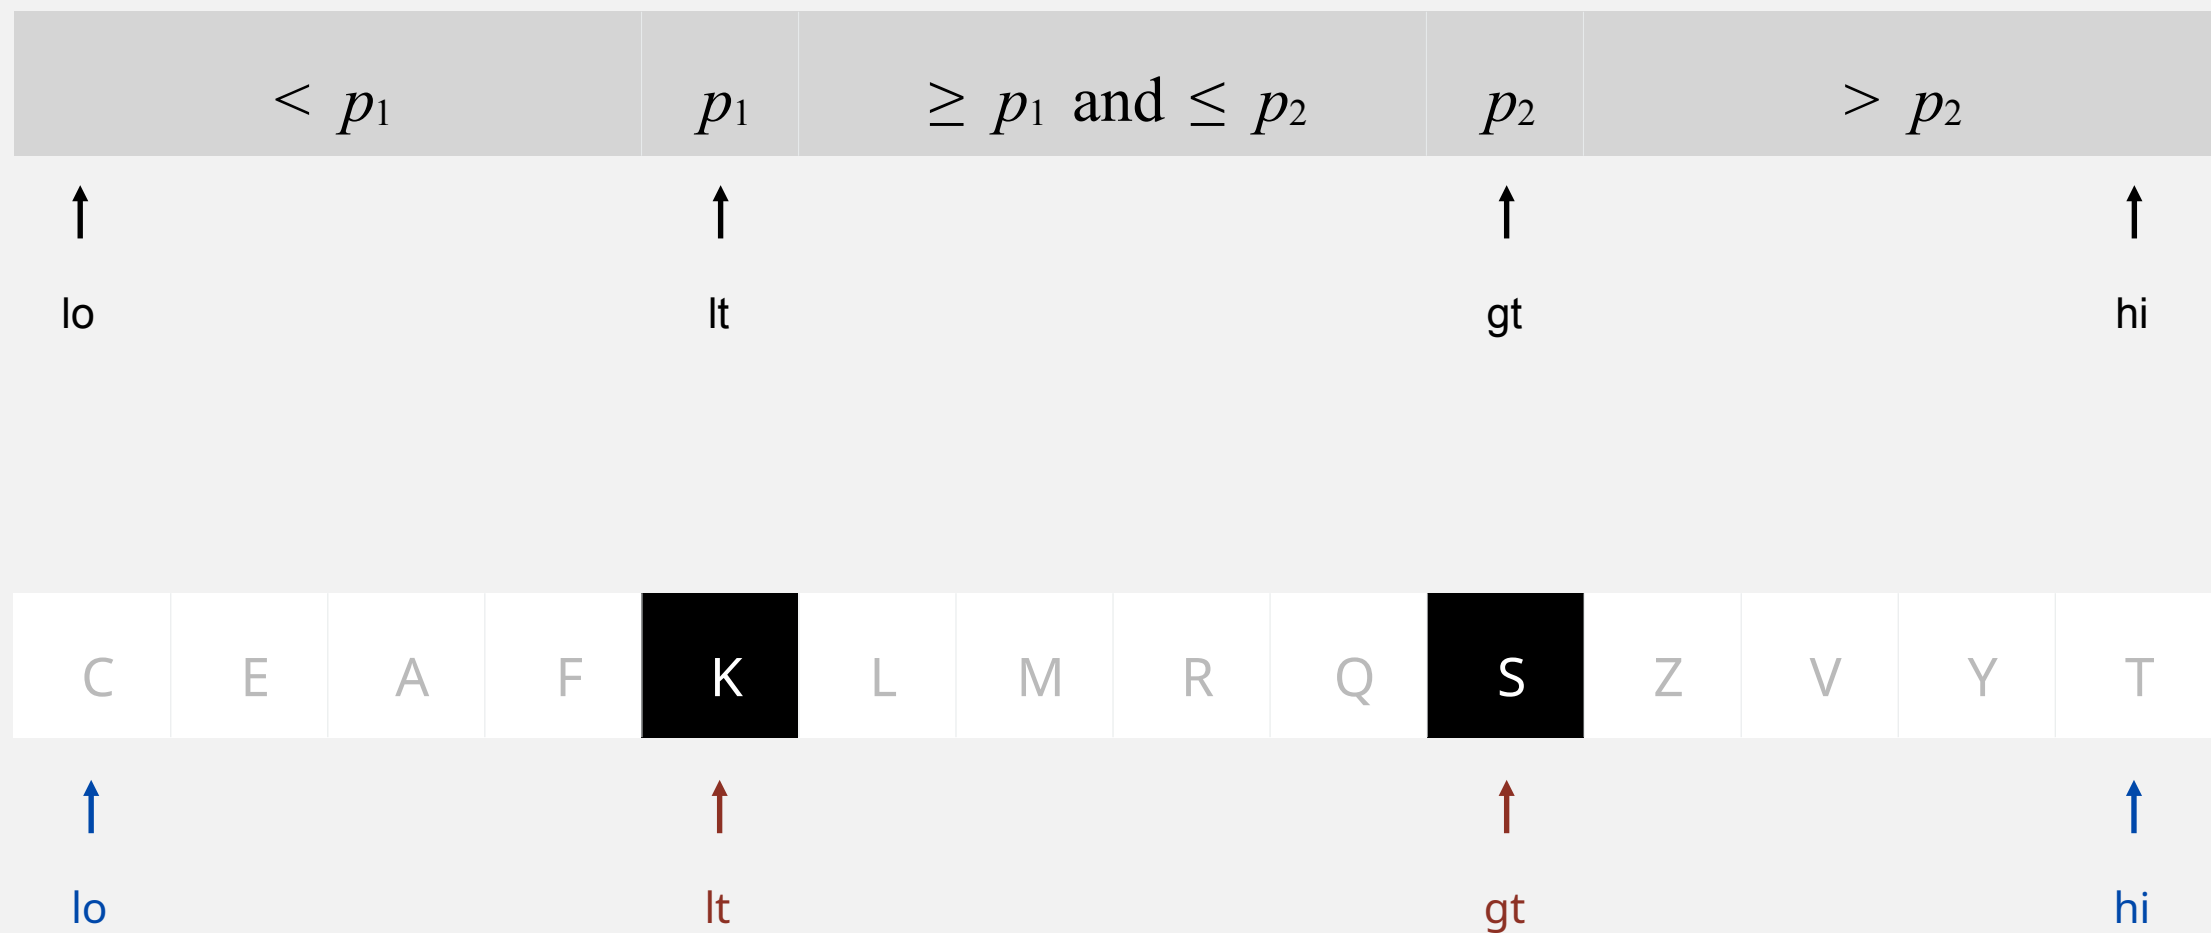 < p1 p1 ≥ p1 and ≤ p2 p2 > p2
lo lt gt hi
C E A F K L M R Q S Z V Y T
lo lt gt hi